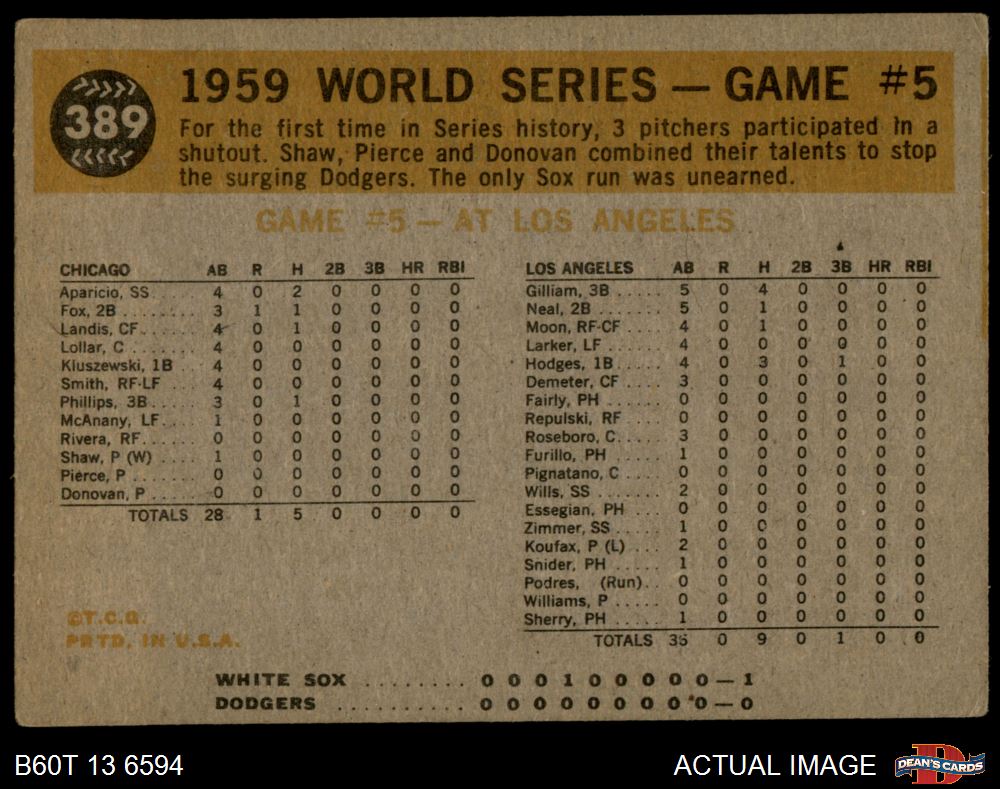 389
1959 WORLD SERIES — GAME #5
For the first time in Series history, 3 pitchers participated in a
shutout. Shaw, Pierce and Donovan combined their talents to stop
the surging Dodgers. The only Sox run was unearned.
GAME #5 — AT LOS ANGELES
CHICAGO AB R H 2B 3B HR RBI
Aparicio, SS 4 0 2 0 0 0 0
Fox, 2B 3 1 1 0 0 0 0
Landis, CF 4 0 1 0 0 0 0
Lollar, C 4 0 0 0 0 0 0
Kluszewski, 1B 4 0 0 0 0 0 0
Smith, RF-LF 4 0 0 0 0 0 0
Phillips, 3B 3 0 1 0 0 0 0
McAnany, LF 1 0 0 0 0 0 0
Rivera, RF 0 0 0 0 0 0 0
Shaw, P (W) 1 0 0 0 0 0 0
Pierce, P 0 0 0 0 0 0 0
Donovan, P 0 0 0 0 0 0 0
TOTALS 28 1 5 0 0 0 0
LOS ANGELES AB R H 2B 3B HR RBI
Gilliam, 3B 5 0 4 0 0 0 0
Neal, 2B 5 0 1 0 0 0 0
Moon, RF-CF 4 0 1 0 0 0 0
Larker, LF 4 0 0 0 0 0 0
Hodges, 1B 4 0 3 0 1 0 0
Demeter, CF 3 0 0 0 0 0 0
Fairly, PH 0 0 0 0 0 0 0
Repulski, RF 0 0 0 0 0 0 0
Roseboro, C 3 0 0 0 0 0 0
Furillo, PH 1 0 0 0 0 0 0
Pignatano, C 0 0 0 0 0 0 0
Wills, SS 2 0 0 0 0 0 0
Essegian, PH 0 0 0 0 0 0 0
Zimmer, SS 1 0 0 0 0 0 0
Koufax, P (L) 2 0 0 0 0 0 0
Snider, PH 1 0 0 0 0 0 0
Podres, (Run) 0 0 0 0 0 0 0
Williams, P 0 0 0 0 0 0 0
Sherry, PH 1 0 0 0 0 0 0
TOTALS 36 0 9 0 1 0 0
©T.C.G.
PRTD. IN U.S.A.
WHITE SOX 0 0 0 1 0 0 0 0 0 — 1
DODGERS 0 0 0 0 0 0 0 0 0 — 0
B60T 13 6594
ACTUAL IMAGE
DEAN'S CARDS